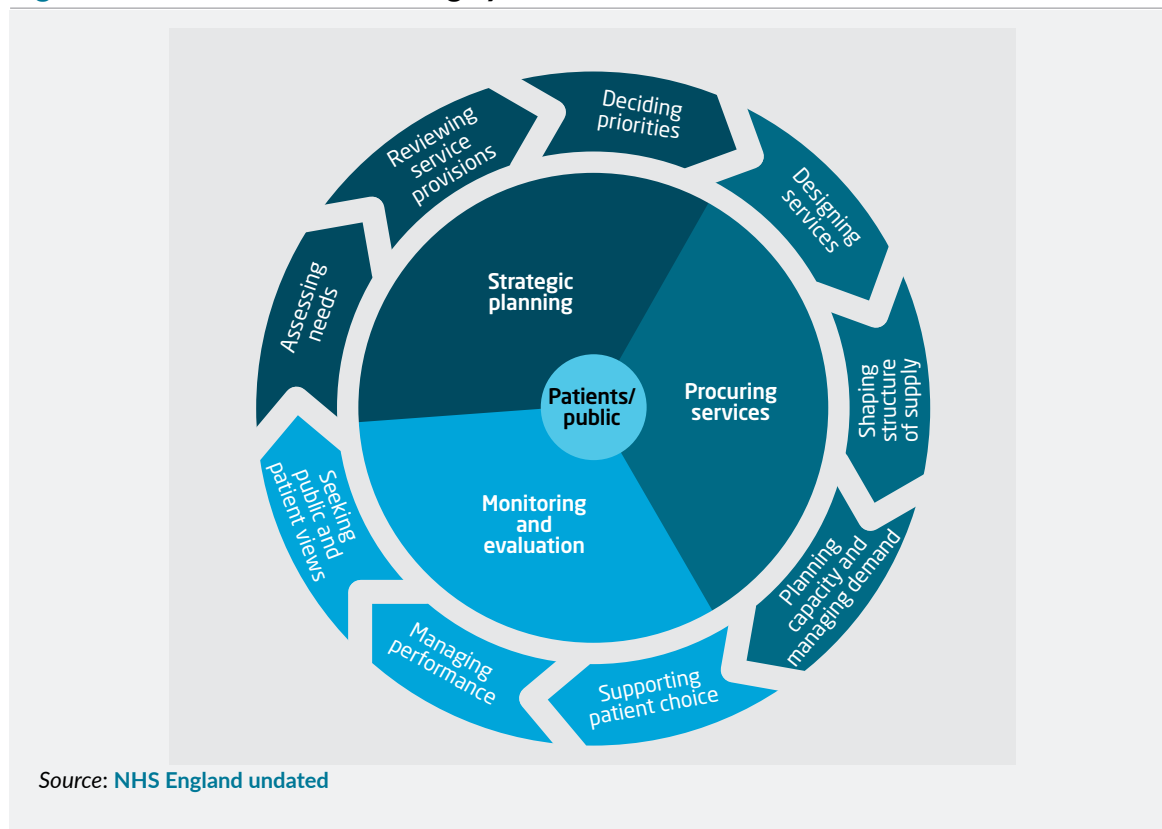 Deciding
priorities
Designing
services
Shaping
structure
of supply
Planning
capacity and
managing demand
Supporting
patient choice
Managing
performance
Seeking
public and
patient views
Assessing
needs
Reviewing
service
provisions
Strategic
planning
Procuring
services
Monitoring
and
evaluation
Patients/
public
Source: NHS England undated